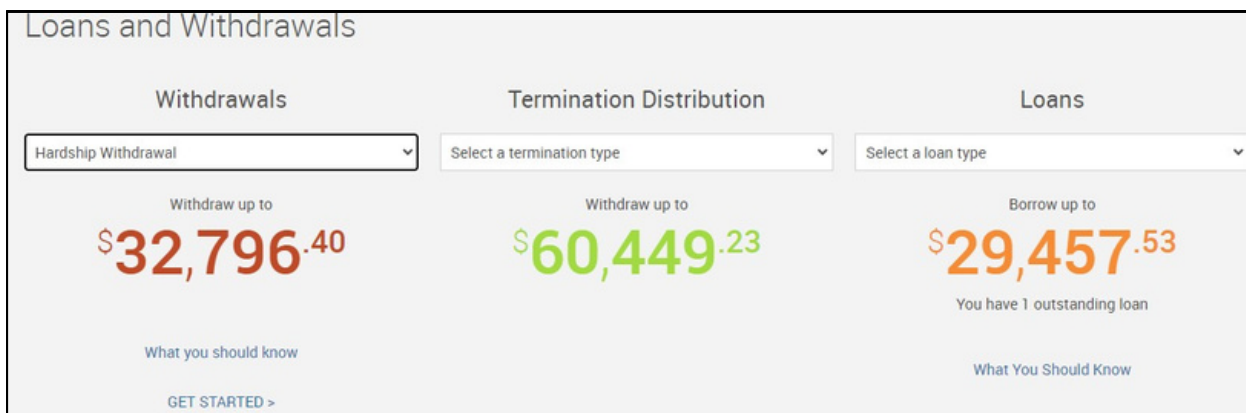 Loans and Withdrawals
Withdrawals
Hardship Withdrawal
Withdraw up to
$32,796.40
What you should know
GET STARTED >
Termination Distribution
Select a termination type
Withdraw up to
$60,449.23
Loans
Select a loan type
Borrow up to
$29,457.53
You have 1 outstanding loan
What You Should Know